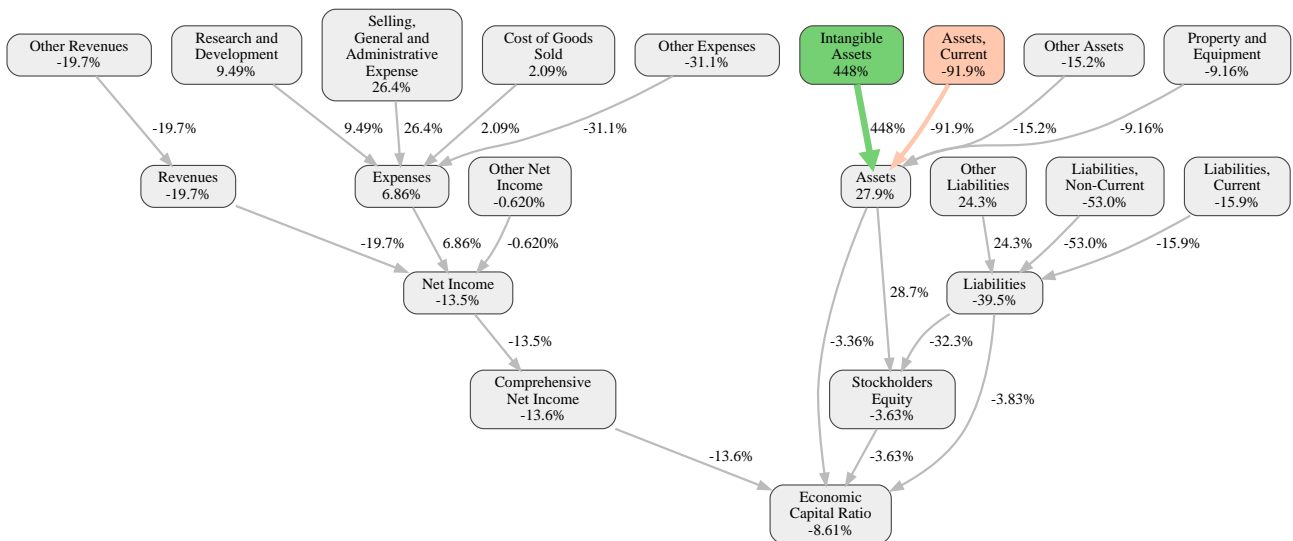 Other Revenues
-19.7%
Research and
Development
9.49%
Selling,
General and
Administrative
Expense
26.4%
Cost of Goods
Sold
2.09%
Other Expenses
-31.1%
Intangible
Assets
448%
Assets,
Current
-91.9%
Other Assets
-15.2%
Property and
Equipment
-9.16%
-19.7%
9.49%
26.4%
2.09%
-31.1%
448%
-91.9%
-15.2%
-9.16%
Revenues
-19.7%
Expenses
6.86%
Other Net
Income
-0.620%
Assets
27.9%
Other
Liabilities
24.3%
Liabilities,
Non-Current
-53.0%
Liabilities,
Current
-15.9%
-19.7%
6.86%
-0.620%
24.3%
-53.0%
-15.9%
Net Income
-13.5%
28.7%
Liabilities
-39.5%
-13.5%
-3.36%
-32.3%
Comprehensive
Net Income
-13.6%
Stockholders
Equity
-3.63%
-3.83%
-13.6%
-3.63%
Economic
Capital Ratio
-8.61%